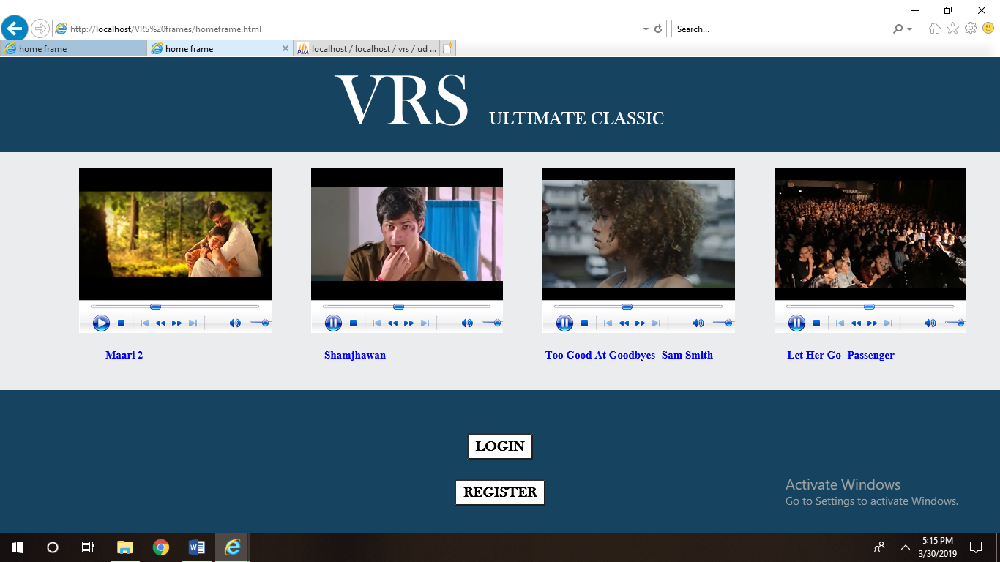 http://localhost/VRS%20frames/homeframe.html
Search...
home frame
home frame
PMA localhost / localhost / vrs / ud ...
VRS ULTIMATE CLASSIC
Maari 2
Shamjhawan
Too Good At Goodbyes- Sam Smith
Let Her Go- Passenger
LOGIN
REGISTER
Activate Windows
Go to Settings to activate Windows.
5:15 PM
3/30/2019